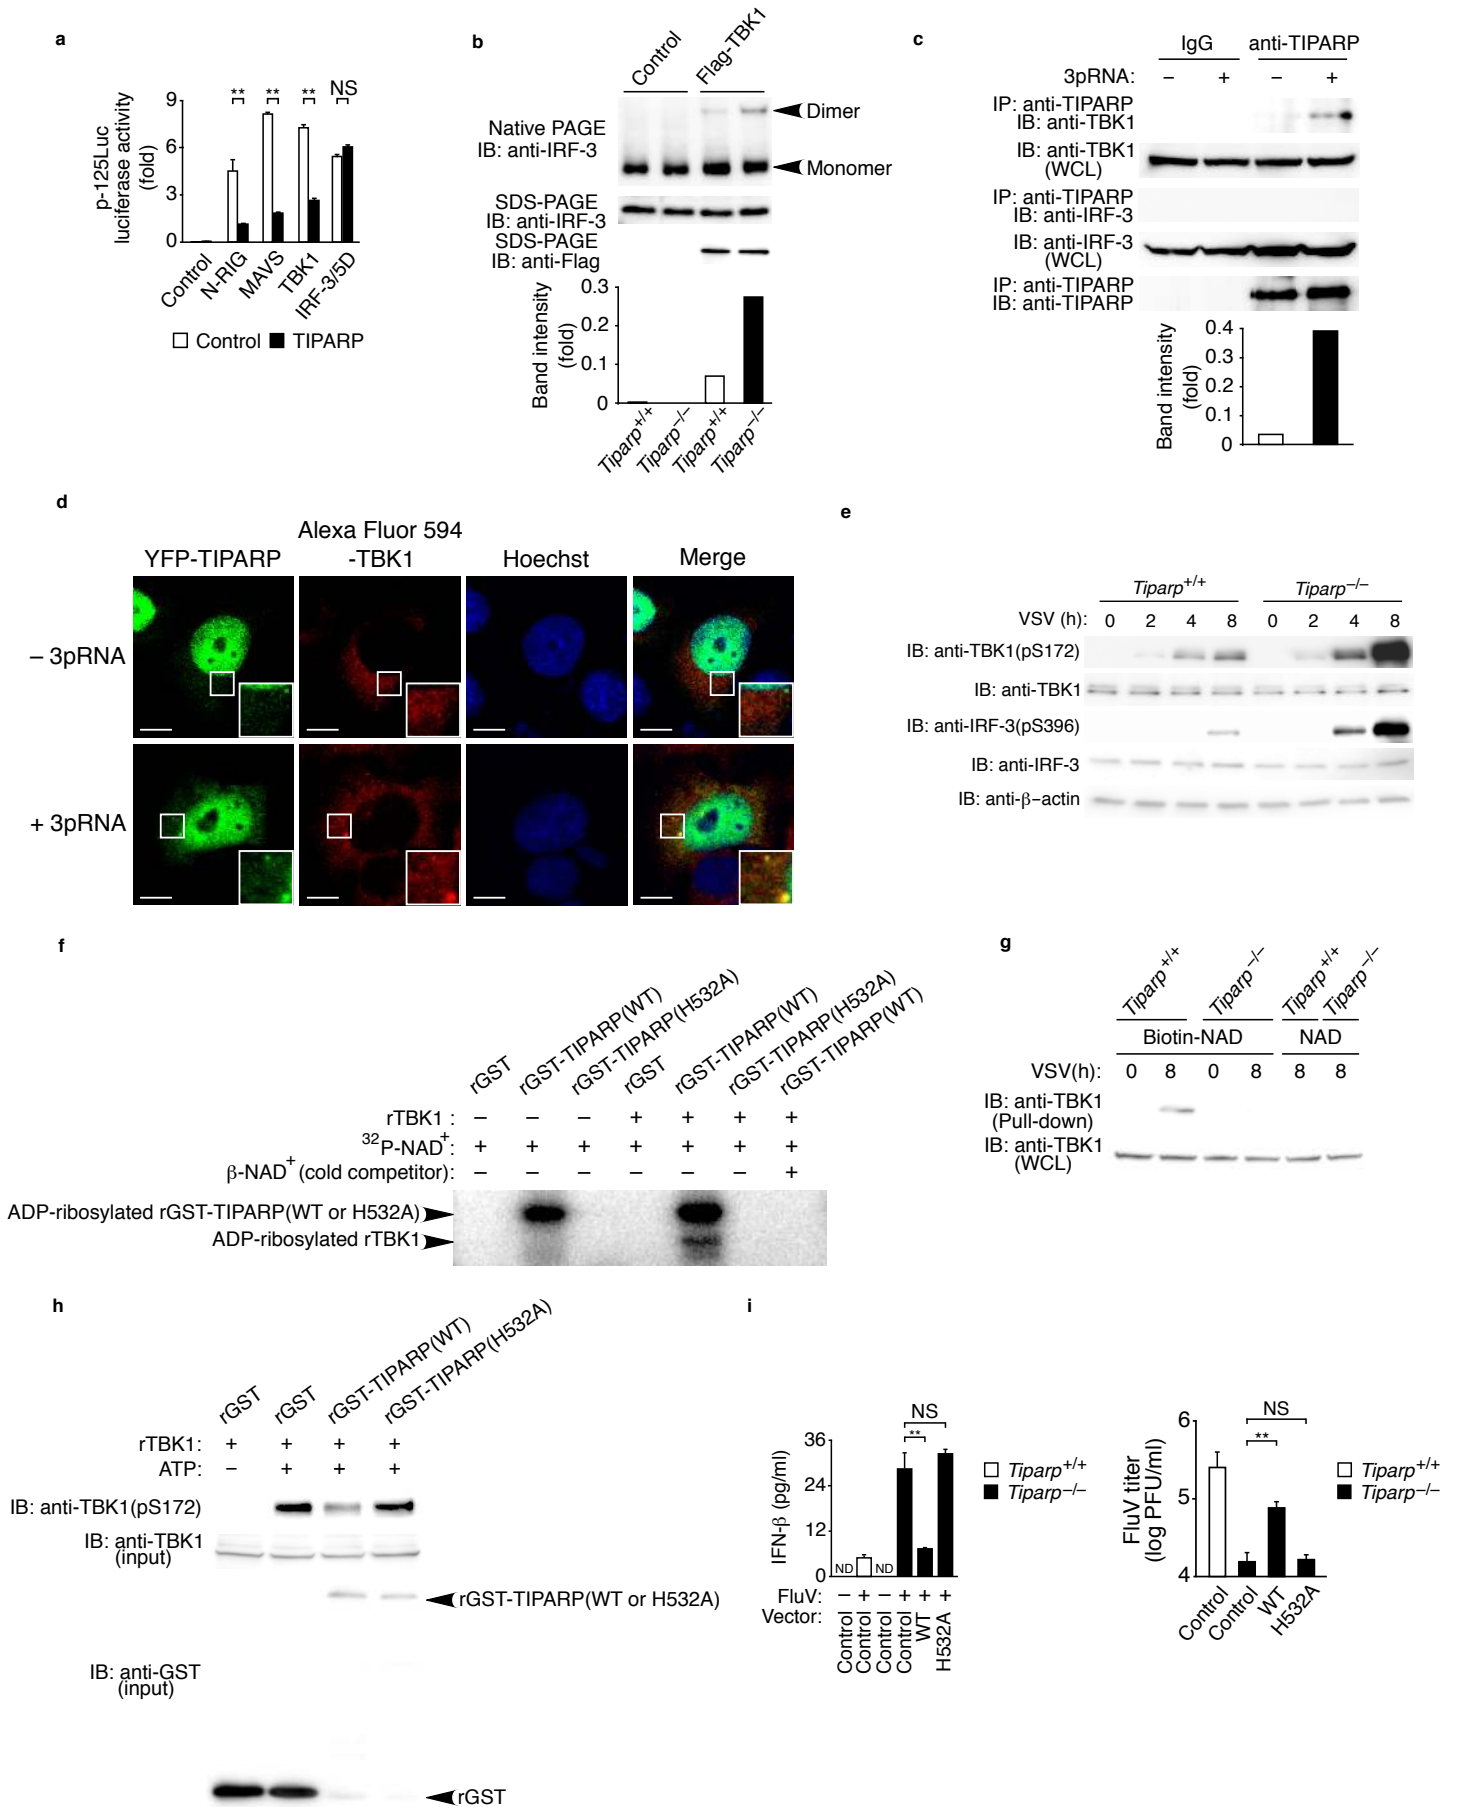 a
p-125Luc
luciferase activity
(fold)
9
6
3
0
** ** ** NS
Control
N-RIG
MAVS
TBK1
IRF-3/5D
Control TIPARP
b
Control Flag-TBK1
Native PAGE
IB: anti-IRF-3
Dimer
Monomer
SDS-PAGE
IB: anti-IRF-3
SDS-PAGE
IB: anti-Flag
Band intensity
(fold)
0.3
0.2
0.1
0
Tiparp+/+
Tiparp–/–
Tiparp+/+
Tiparp–/–
c
IgG anti-TIPARP
3pRNA: – + – +
IP: anti-TIPARP
IB: anti-TBK1
IB: anti-TBK1
(WCL)
IP: anti-TIPARP
IB: anti-IRF-3
IB: anti-IRF-3
(WCL)
IP: anti-TIPARP
IB: anti-TIPARP
Band intensity
(fold)
0.4
0.3
0.2
0.1
0
d
YFP-TIPARP
Alexa Fluor 594
-TBK1
Hoechst
Merge
– 3pRNA
+ 3pRNA
e
Tiparp+/+ Tiparp–/–
VSV (h): 0 2 4 8 0 2 4 8
IB: anti-TBK1(pS172)
IB: anti-TBK1
IB: anti-IRF-3(pS396)
IB: anti-IRF-3
IB: anti-β–actin
f
rGST
rGST-TIPARP(WT)
rGST-TIPARP(H532A)
rGST
rGST-TIPARP(WT)
rGST-TIPARP(H532A)
rGST-TIPARP(WT)
rTBK1 : – – – + + + +
32P-NAD+: + + + + + + +
β-NAD+ (cold competitor): – – – – – – +
ADP-ribosylated rGST-TIPARP(WT or H532A)
ADP-ribosylated rTBK1
g
Tiparp+/+
Tiparp–/–
Tiparp+/+
Tiparp–/–
Biotin-NAD NAD
VSV(h): 0 8 0 8 8 8
IB: anti-TBK1
(Pull-down)
IB: anti-TBK1
(WCL)
h
rGST
rGST
rGST-TIPARP(WT)
rGST-TIPARP(H532A)
rTBK1: + + + +
ATP: – + + +
IB: anti-TBK1(pS172)
IB: anti-TBK1
(input)
rGST-TIPARP(WT or H532A)
IB: anti-GST
(input)
rGST
i
IFN-β (pg/ml)
36
24
12
0
NS
**
ND ND
FluV: – + – + + +
Vector:
Control
Control
Control
Control
WT
H532A
Tiparp+/+
Tiparp–/–
FluV titer
(log PFU/ml)
6
5
4
NS
**
Control
Control
WT
H532A
Tiparp+/+
Tiparp–/–